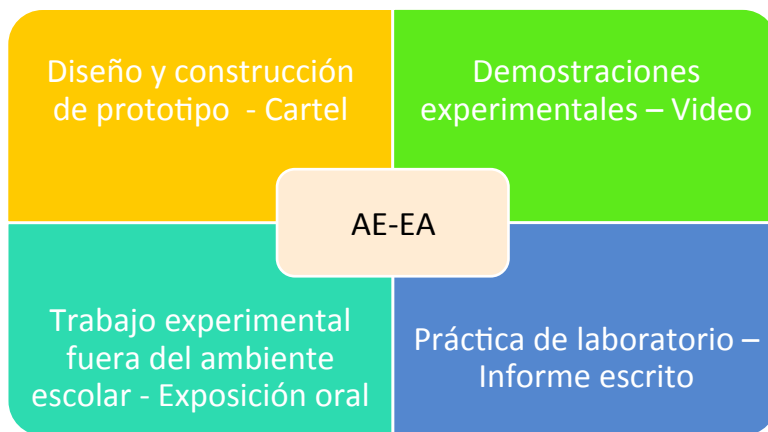 Diseño y construcción
de prototipo - Cartel
Demostraciones
experimentales – Video
AE-EA
Trabajo experimental
fuera del ambiente
escolar - Exposición oral
Práctica de laboratorio –
Informe escrito